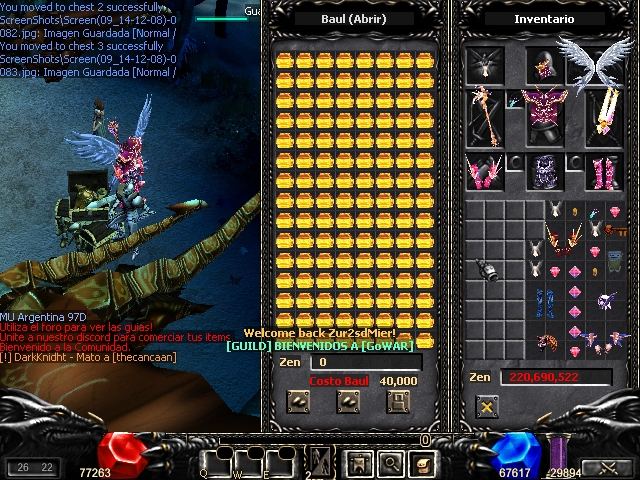 You moved to chest 2 successfully
ScreenShots\Screen(09_14-12-08)-0
082.jpg: Imagen Guardada [Normal /
You moved to chest 3 successfully
ScreenShots\Screen(09_14-12-08)-0
083.jpg: Imagen Guardada [Normal /
Gua
Baul (Abrir)
Inventario
MU Argentina 97D
Utiliza el foro para ver las guias!
Unite a nuestro discord para comerciar tus items
Bienvenido a la Comunidad.
[!] DarkKnidht - Mato a [thecancaan]
Welcome back Zur2sdMier!
[GUILD] BIENVENIDOS A [GoWAR]
Zen 0
Costo Baul 40,000
Zen 220,690,522
26 22
77263
Q W E
0
67617
-29894